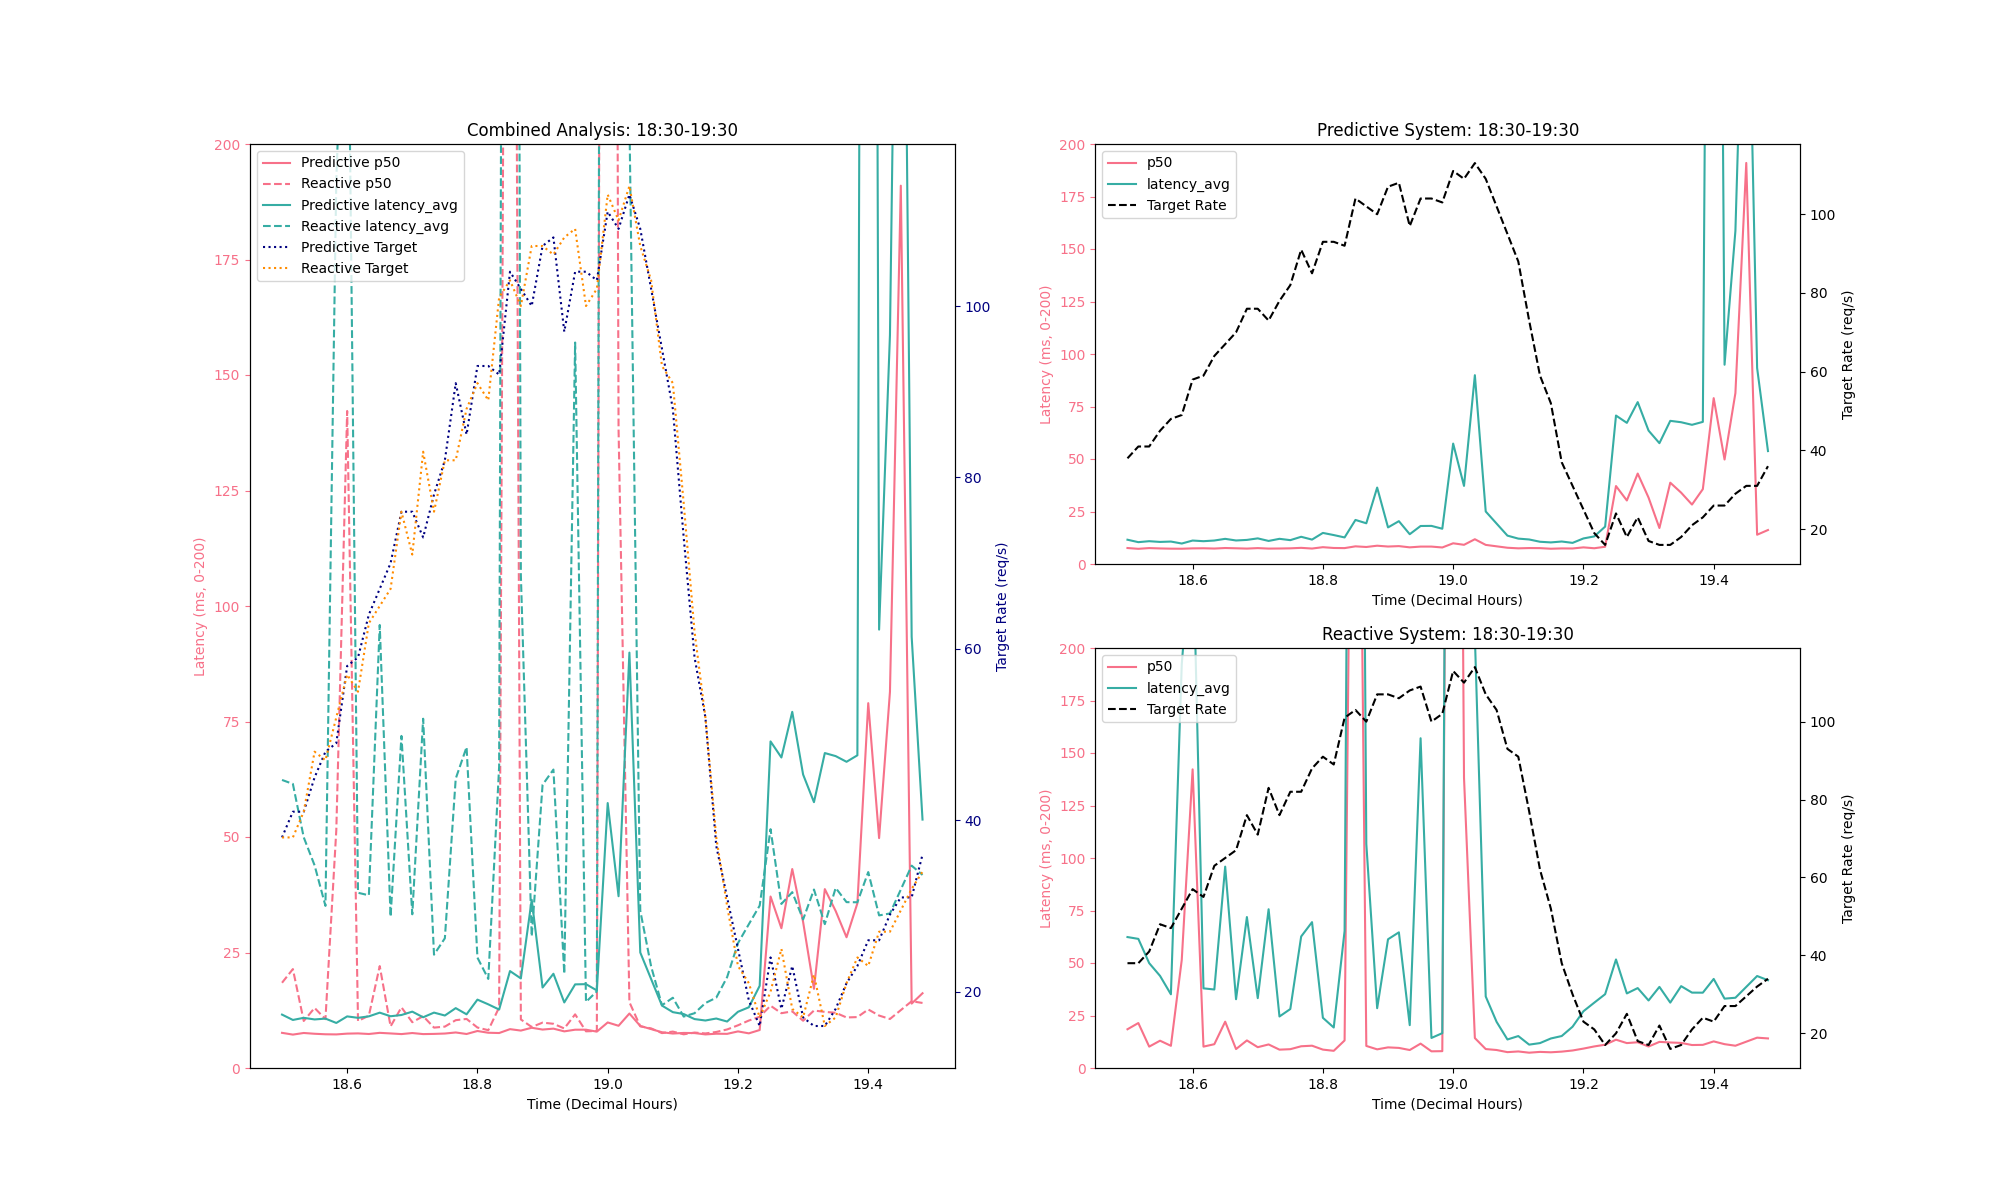 Combined Analysis: 18:30-19:30
Predictive p50
Reactive p50
Predictive latency_avg
Reactive latency_avg
Predictive Target
Reactive Target
200
175
150
125
100
75
50
25
0
Latency (ms, 0-200)
18.6
18.8
19.0
19.2
19.4
Time (Decimal Hours)
100
80
60
40
20
Target Rate (req/s)
Predictive System: 18:30-19:30
p50
latency_avg
Target Rate
200
175
150
125
100
75
50
25
0
Latency (ms, 0-200)
18.6
18.8
19.0
19.2
19.4
Time (Decimal Hours)
100
80
60
40
20
Target Rate (req/s)
Reactive System: 18:30-19:30
p50
latency_avg
Target Rate
200
175
150
125
100
75
50
25
0
Latency (ms, 0-200)
18.6
18.8
19.0
19.2
19.4
Time (Decimal Hours)
100
80
60
40
20
Target Rate (req/s)